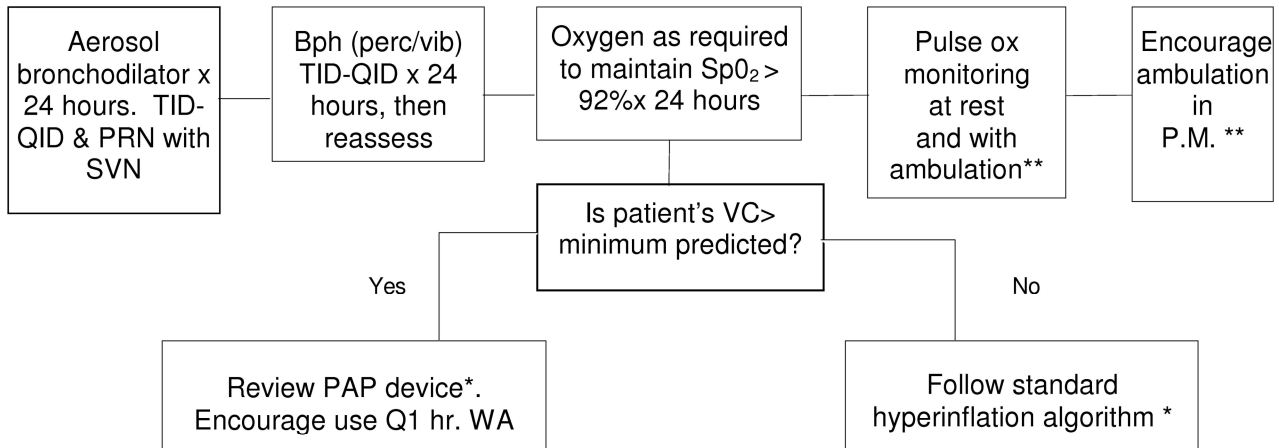 Aerosol
bronchodilator x
24 hours.  TID-
QID & PRN with
SVN
Bph (perc/vib)
TID-QID x 24
hours, then
reassess
Oxygen as required
to maintain Sp0₂ >
92%x 24 hours
Pulse ox
monitoring
at rest
and with
ambulation**
Encourage
ambulation
in
P.M. **
Is patient's VC>
minimum predicted?
Yes
No
Review PAP device*.
Encourage use Q1 hr. WA
Follow standard
hyperinflation algorithm *